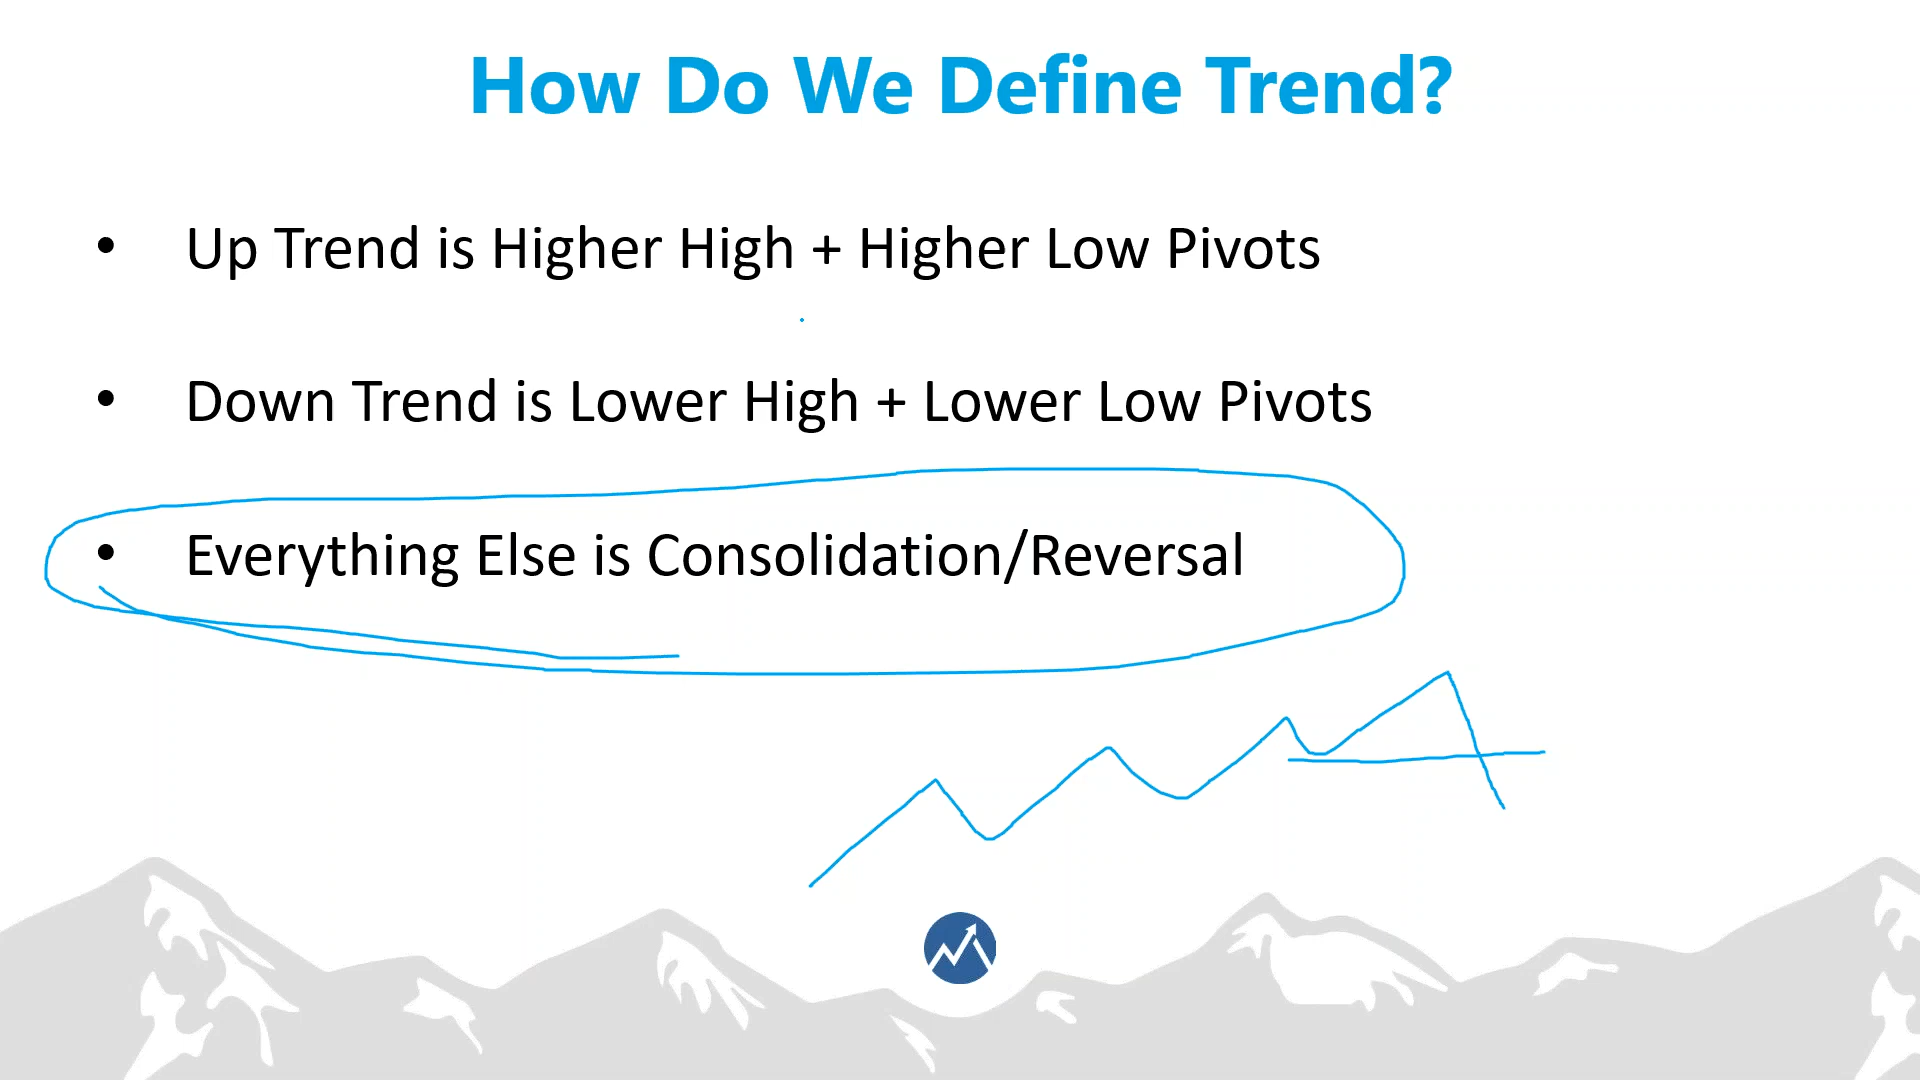 How Do We Define Trend?
• Up Trend is Higher High + Higher Low Pivots
• Down Trend is Lower High + Lower Low Pivots
• Everything Else is Consolidation/Reversal